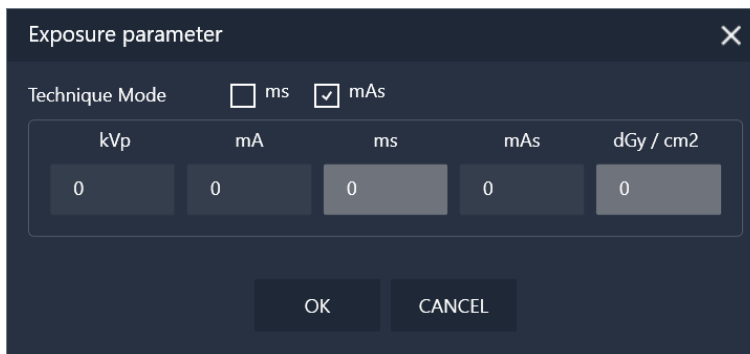 Exposure parameter
Technique Mode ms mAs
kVp mA ms mAs dGy / cm2
0 0 0 0 0
OK CANCEL